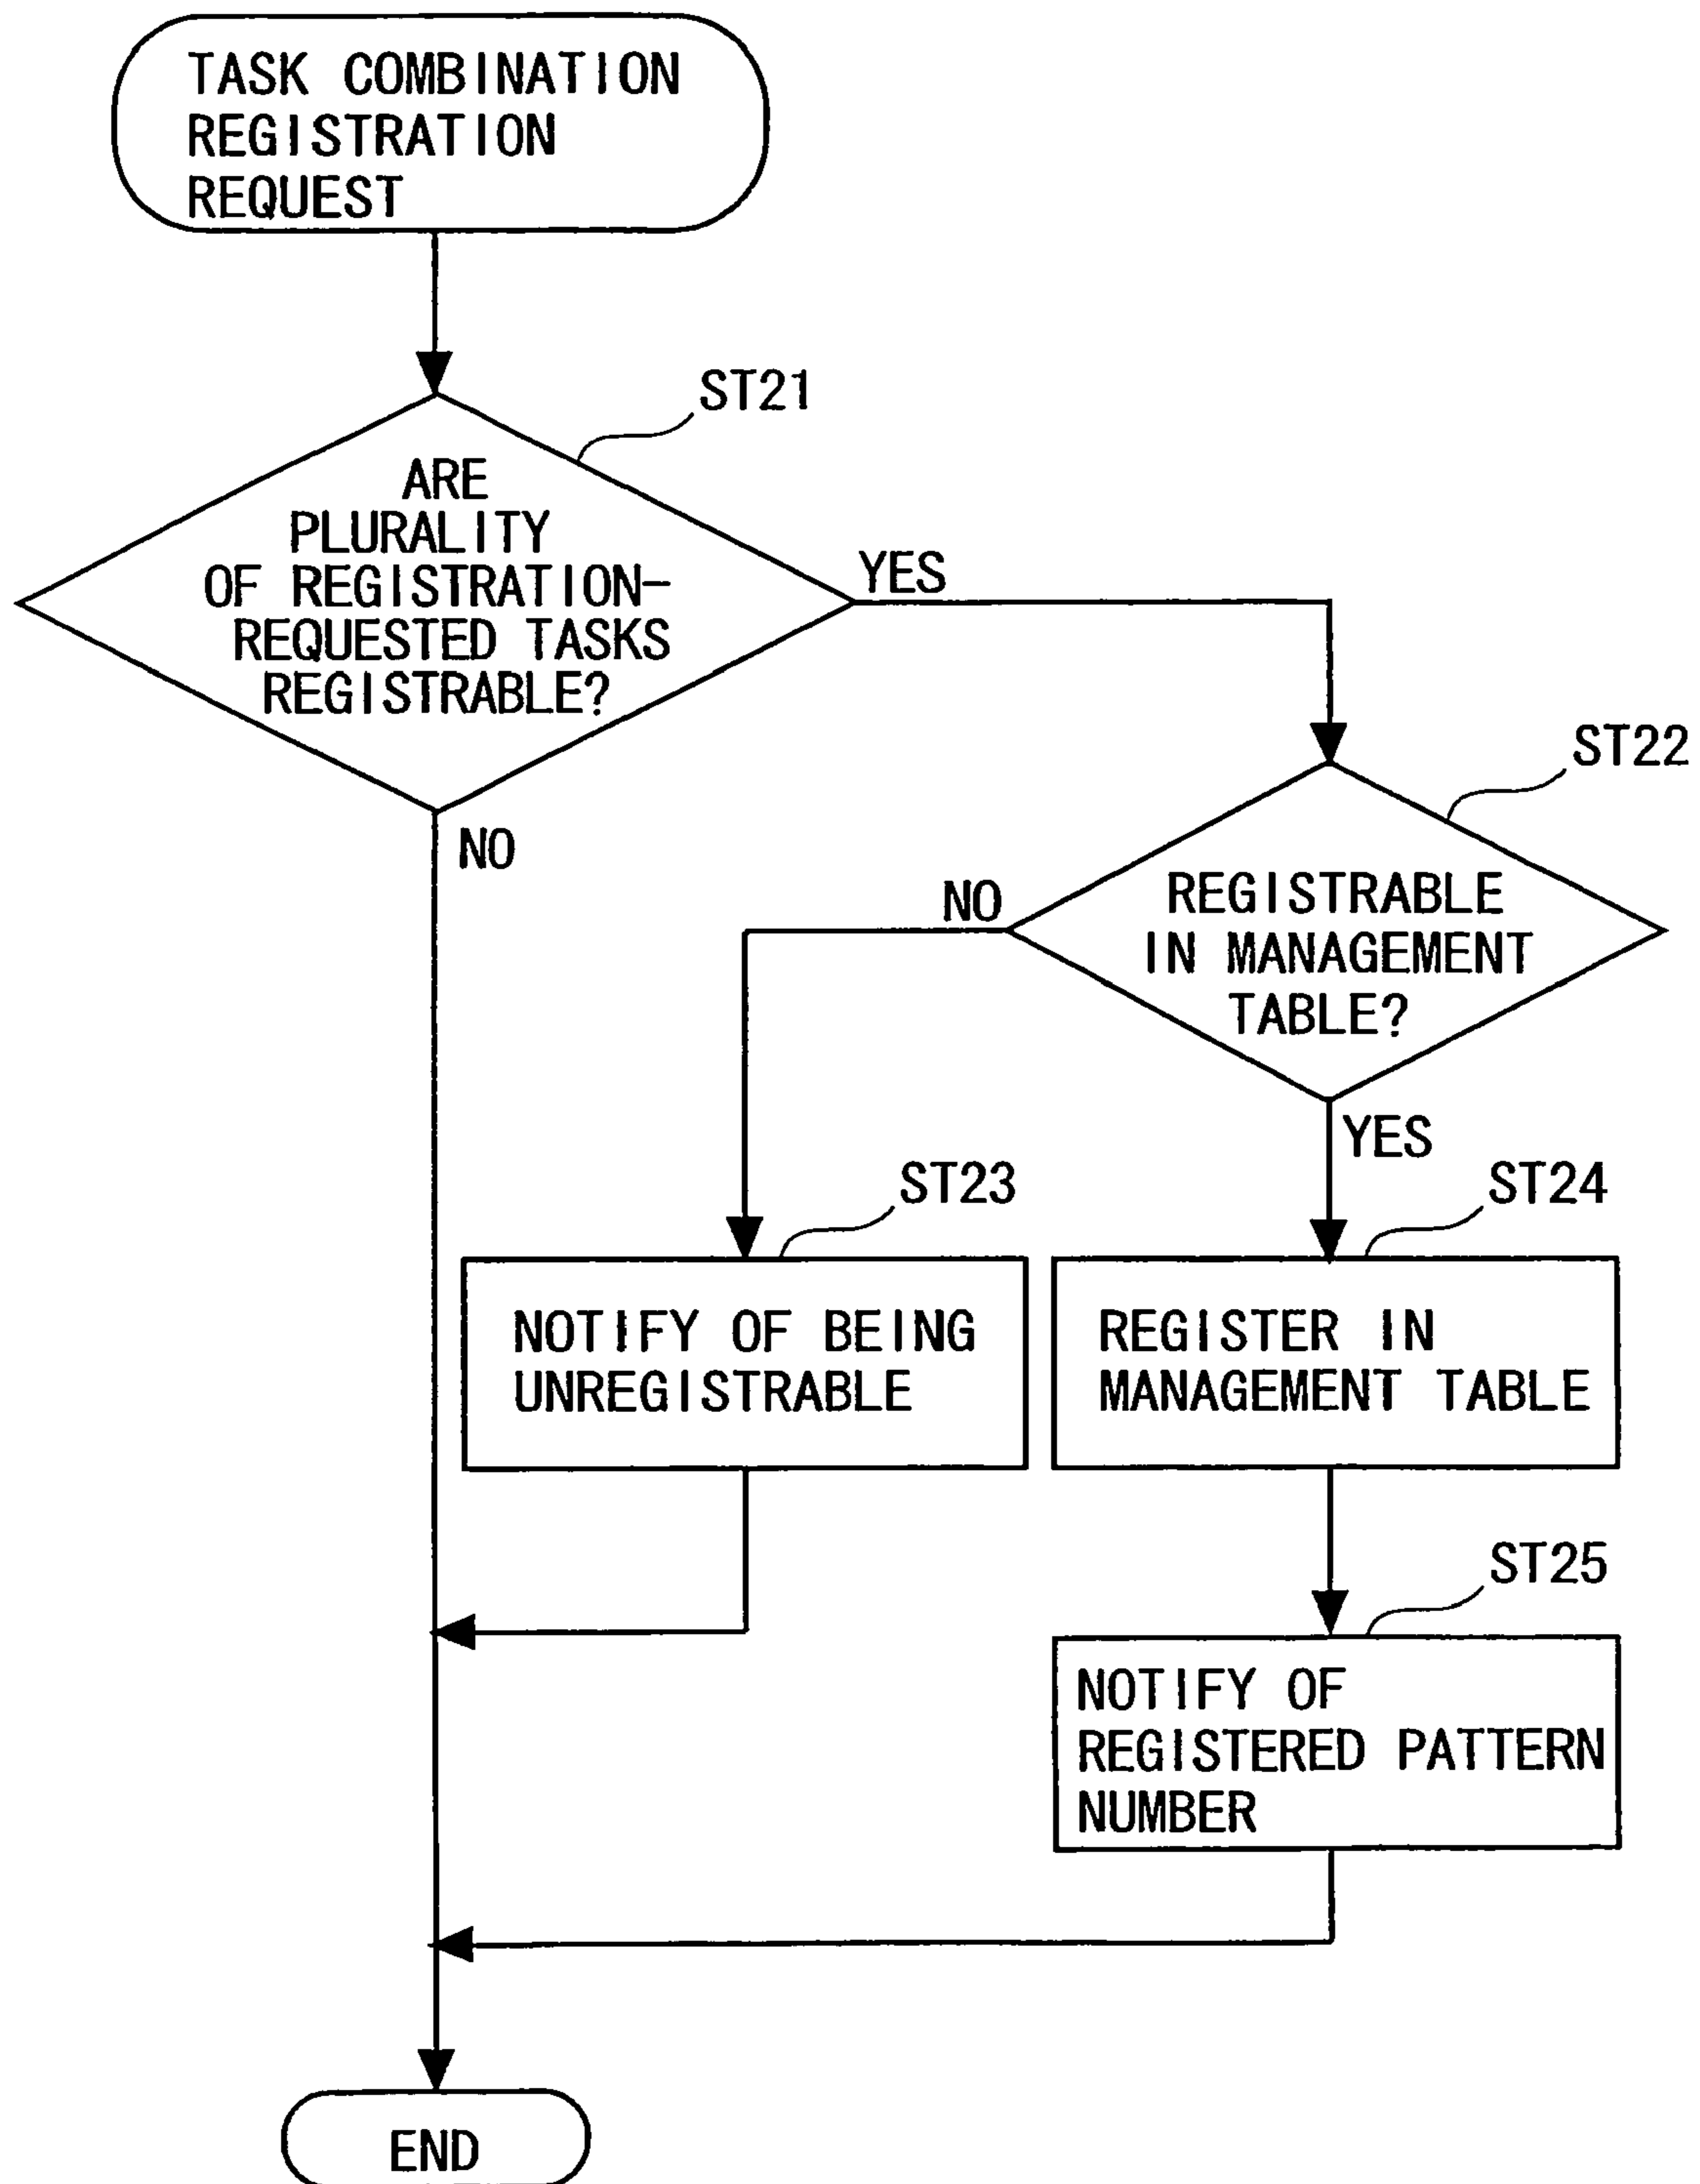 TASK COMBINATION
REGISTRATION
REQUEST
ST21
ARE
PLURALITY
OF REGISTRATION-
REQUESTED TASKS
REGISTRABLE?
YES
NO
ST22
REGISTRABLE
IN MANAGEMENT
TABLE?
NO
YES
ST23
NOTIFY OF BEING
UNREGISTRABLE
ST24
REGISTER IN
MANAGEMENT TABLE
ST25
NOTIFY OF
REGISTERED PATTERN
NUMBER
END